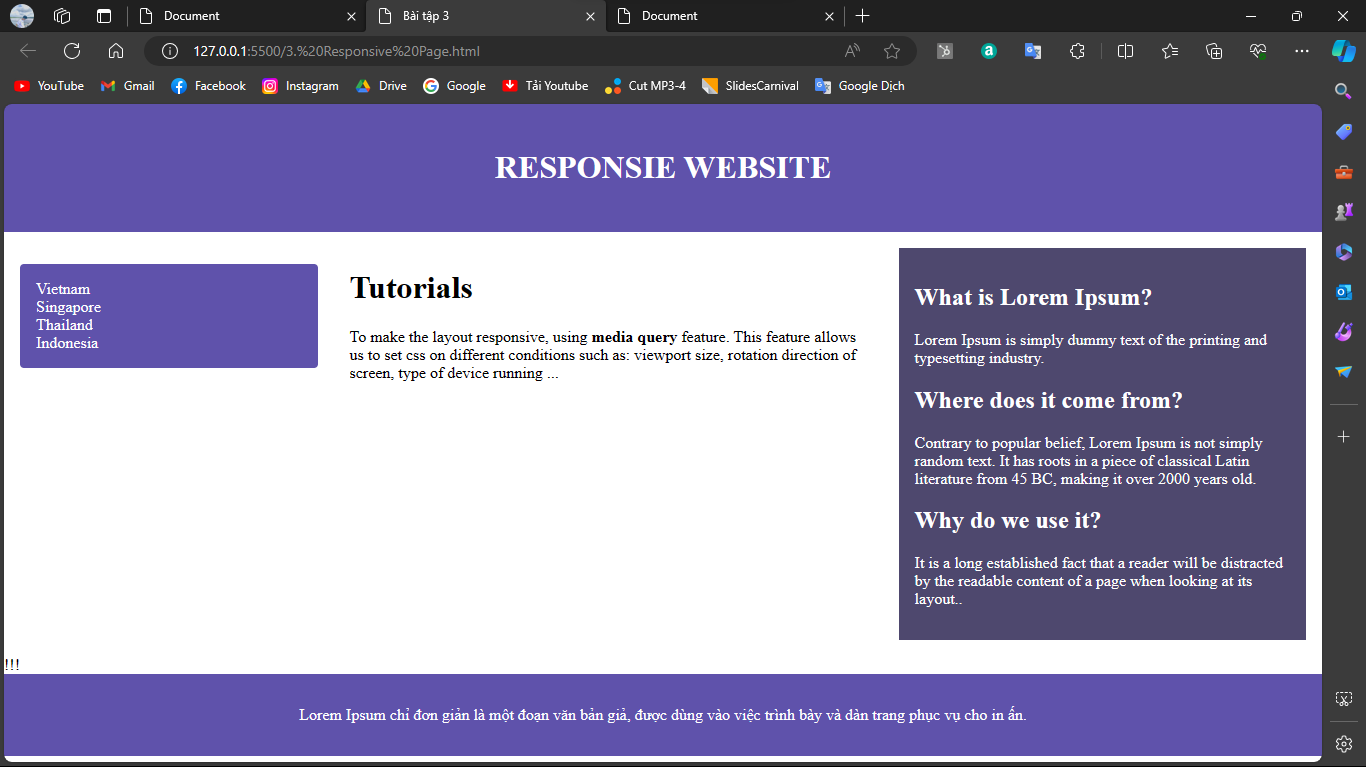 Document
Bài tập 3
Document
127.0.0.1:5500/3.%20Responsive%20Page.html
YouTube
Gmail
Facebook
Instagram
Drive
Google
Tải Youtube
Cut MP3-4
SlidesCarnival
Google Dịch
RESPONSIE WEBSITE
Vietnam
Singapore
Thailand
Indonesia
Tutorials
To make the layout responsive, using media query feature. This feature allows
us to set css on different conditions such as: viewport size, rotation direction of
screen, type of device running ...
What is Lorem Ipsum?
Lorem Ipsum is simply dummy text of the printing and
typesetting industry.
Where does it come from?
Contrary to popular belief, Lorem Ipsum is not simply
random text. It has roots in a piece of classical Latin
literature from 45 BC, making it over 2000 years old.
Why do we use it?
It is a long established fact that a reader will be distracted
by the readable content of a page when looking at its
layout..
!!!
Lorem Ipsum chỉ đơn giản là một đoạn văn bản giả, được dùng vào việc trình bày và dàn trang phục vụ cho in ấn.